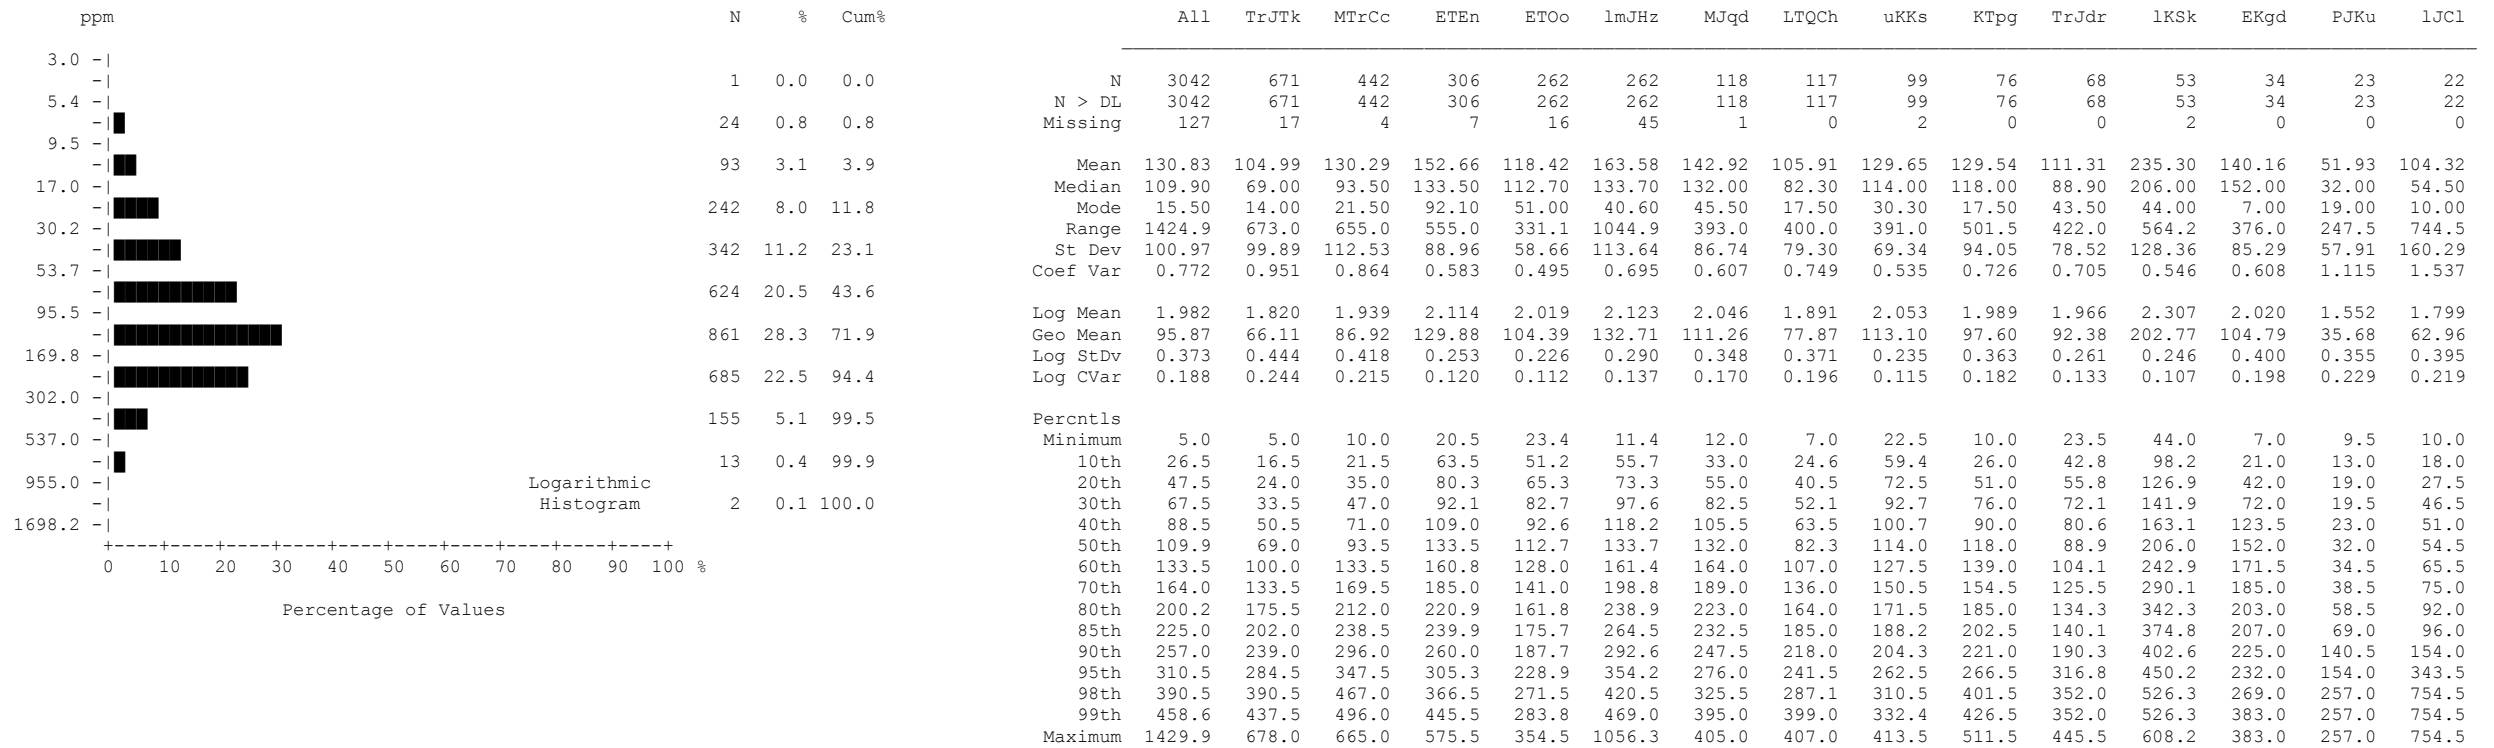 ppm N % Cum% All TrJTk MTrCc ETEn ETOo lmJHz MJqd LTQCh uKKs KTpg TrJdr lKSk EKgd PJKu lJCl
3.0 -|
-| 1 0.0 0.0 N 3042 671 442 306 262 262 118 117 99 76 68 53 34 23 22
5.4 -| N > DL 3042 671 442 306 262 262 118 117 99 76 68 53 34 23 22
-| 24 0.8 0.8 Missing 127 17 4 7 16 45 1 0 2 0 0 2 0 0 0
9.5 -|
-| 93 3.1 3.9 Mean 130.83 104.99 130.29 152.66 118.42 163.58 142.92 105.91 129.65 129.54 111.31 235.30 140.16 51.93 104.32
17.0 -| Median 109.90 69.00 93.50 133.50 112.70 133.70 132.00 82.30 114.00 118.00 88.90 206.00 152.00 32.00 54.50
-| 242 8.0 11.8 Mode 15.50 14.00 21.50 92.10 51.00 40.60 45.50 17.50 30.30 17.50 43.50 44.00 7.00 19.00 10.00
30.2 -| Range 1424.9 673.0 655.0 555.0 331.1 1044.9 393.0 400.0 391.0 501.5 422.0 564.2 376.0 247.5 744.5
-| 342 11.2 23.1 St Dev 100.97 99.89 112.53 88.96 58.66 113.64 86.74 79.30 69.34 94.05 78.52 128.36 85.29 57.91 160.29
53.7 -| Coef Var 0.772 0.951 0.864 0.583 0.495 0.695 0.607 0.749 0.535 0.726 0.705 0.546 0.608 1.115 1.537
-| 624 20.5 43.6
95.5 -| Log Mean 1.982 1.820 1.939 2.114 2.019 2.123 2.046 1.891 2.053 1.989 1.966 2.307 2.020 1.552 1.799
-| 861 28.3 71.9 Geo Mean 95.87 66.11 86.92 129.88 104.39 132.71 111.26 77.87 113.10 97.60 92.38 202.77 104.79 35.68 62.96
169.8 -| Log StDv 0.373 0.444 0.418 0.253 0.226 0.290 0.348 0.371 0.235 0.363 0.261 0.246 0.400 0.355 0.395
-| 685 22.5 94.4 Log CVar 0.188 0.244 0.215 0.120 0.112 0.137 0.170 0.196 0.115 0.182 0.133 0.107 0.198 0.229 0.219
302.0 -|
-| 155 5.1 99.5 Percntls
537.0 -| Minimum 5.0 5.0 10.0 20.5 23.4 11.4 12.0 7.0 22.5 10.0 23.5 44.0 7.0 9.5 10.0
-| 13 0.4 99.9 10th 26.5 16.5 21.5 63.5 51.2 55.7 33.0 24.6 59.4 26.0 42.8 98.2 21.0 13.0 18.0
955.0 -| Logarithmic 20th 47.5 24.0 35.0 80.3 65.3 73.3 55.0 40.5 72.5 51.0 55.8 126.9 42.0 19.0 27.5
-| Histogram 2 0.1 100.0 30th 67.5 33.5 47.0 92.1 82.7 97.6 82.5 52.1 92.7 76.0 72.1 141.9 72.0 19.5 46.5
1698.2 -| 40th 88.5 50.5 71.0 109.0 92.6 118.2 105.5 63.5 100.7 90.0 80.6 163.1 123.5 23.0 51.0
+----+----+----+----+----+----+----+----+----+----+ 50th 109.9 69.0 93.5 133.5 112.7 133.7 132.0 82.3 114.0 118.0 88.9 206.0 152.0 32.0 54.5
0 10 20 30 40 50 60 70 80 90 100 % 60th 133.5 100.0 133.5 160.8 128.0 161.4 164.0 107.0 127.5 139.0 104.1 242.9 171.5 34.5 65.5
70th 164.0 133.5 169.5 185.0 141.0 198.8 189.0 136.0 150.5 154.5 125.5 290.1 185.0 38.5 75.0
Percentage of Values 80th 200.2 175.5 212.0 220.9 161.8 238.9 223.0 164.0 171.5 185.0 134.3 342.3 203.0 58.5 92.0
85th 225.0 202.0 238.5 239.9 175.7 264.5 232.5 185.0 188.2 202.5 140.1 374.8 207.0 69.0 96.0
90th 257.0 239.0 296.0 260.0 187.7 292.6 247.5 218.0 204.3 221.0 190.3 402.6 225.0 140.5 154.0
95th 310.5 284.5 347.5 305.3 228.9 354.2 276.0 241.5 262.5 266.5 316.8 450.2 232.0 154.0 343.5
98th 390.5 390.5 467.0 366.5 271.5 420.5 325.5 287.1 310.5 401.5 352.0 526.3 269.0 257.0 754.5
99th 458.6 437.5 496.0 445.5 283.8 469.0 395.0 399.0 332.4 426.5 352.0 526.3 383.0 257.0 754.5
Maximum 1429.9 678.0 665.0 575.5 354.5 1056.3 405.0 407.0 413.5 511.5 445.5 608.2 383.0 257.0 754.5